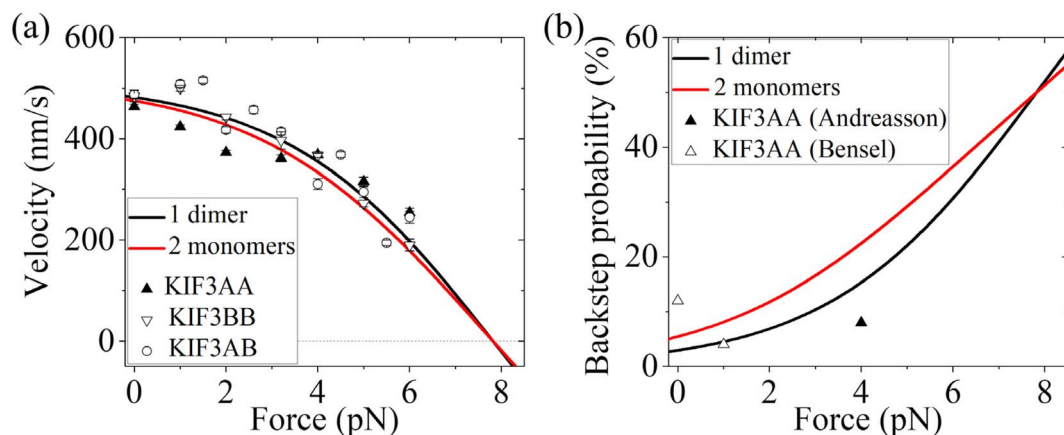 (a)
600
400
200
0
Velocity (nm/s)
1 dimer
2 monomers
KIF3AA
KIF3BB
KIF3AB
0 2 4 6 8
Force (pN)
(b)
60
40
20
0
Backstep probability (%)
1 dimer
2 monomers
KIF3AA (Andreasson)
KIF3AA (Bensel)
0 2 4 6 8
Force (pN)